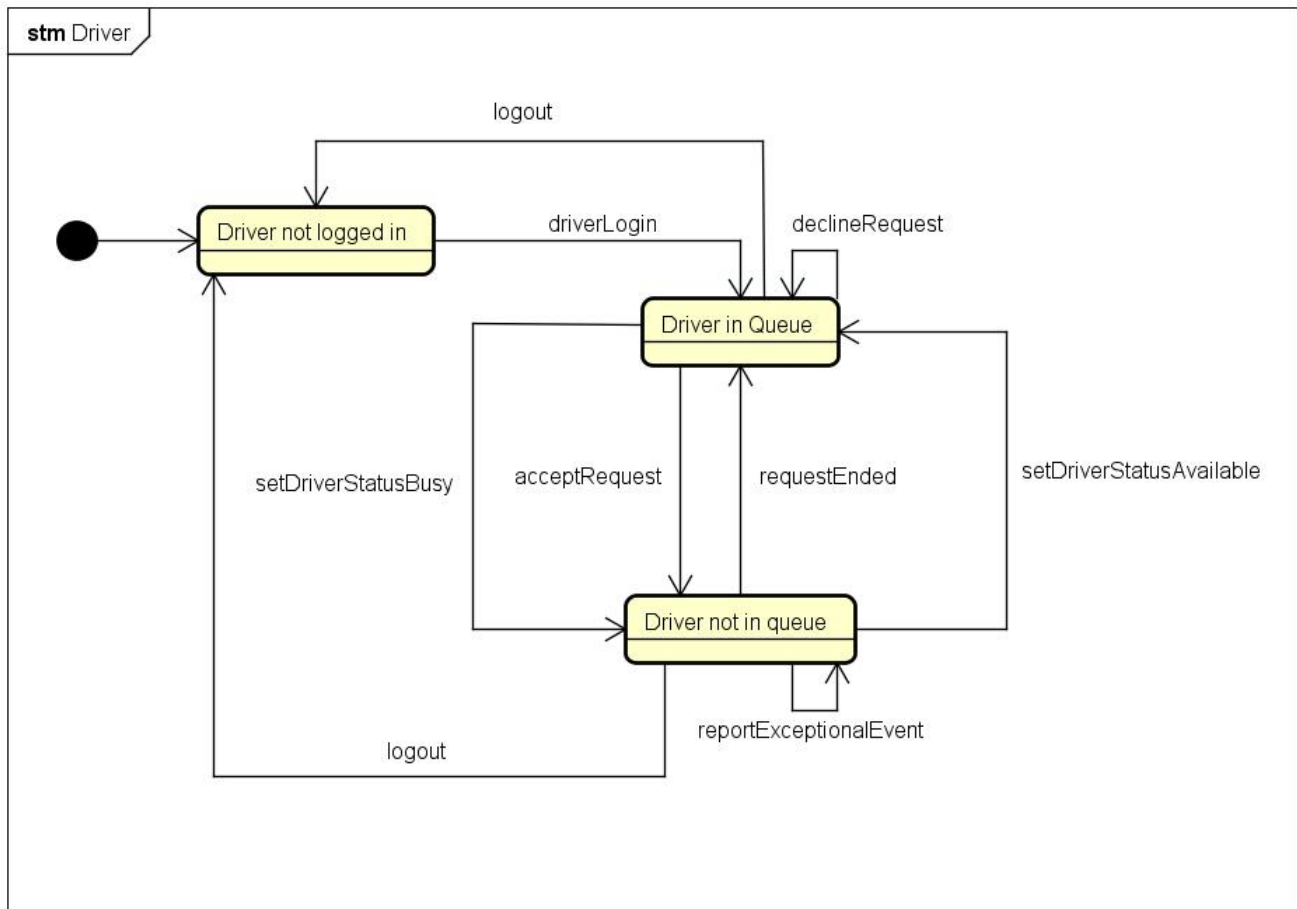 stm Driver
logout
Driver not logged in
driverLogin
declineRequest
Driver in Queue
setDriverStatusBusy
acceptRequest
requestEnded
setDriverStatusAvailable
Driver not in queue
reportExceptionalEvent
logout